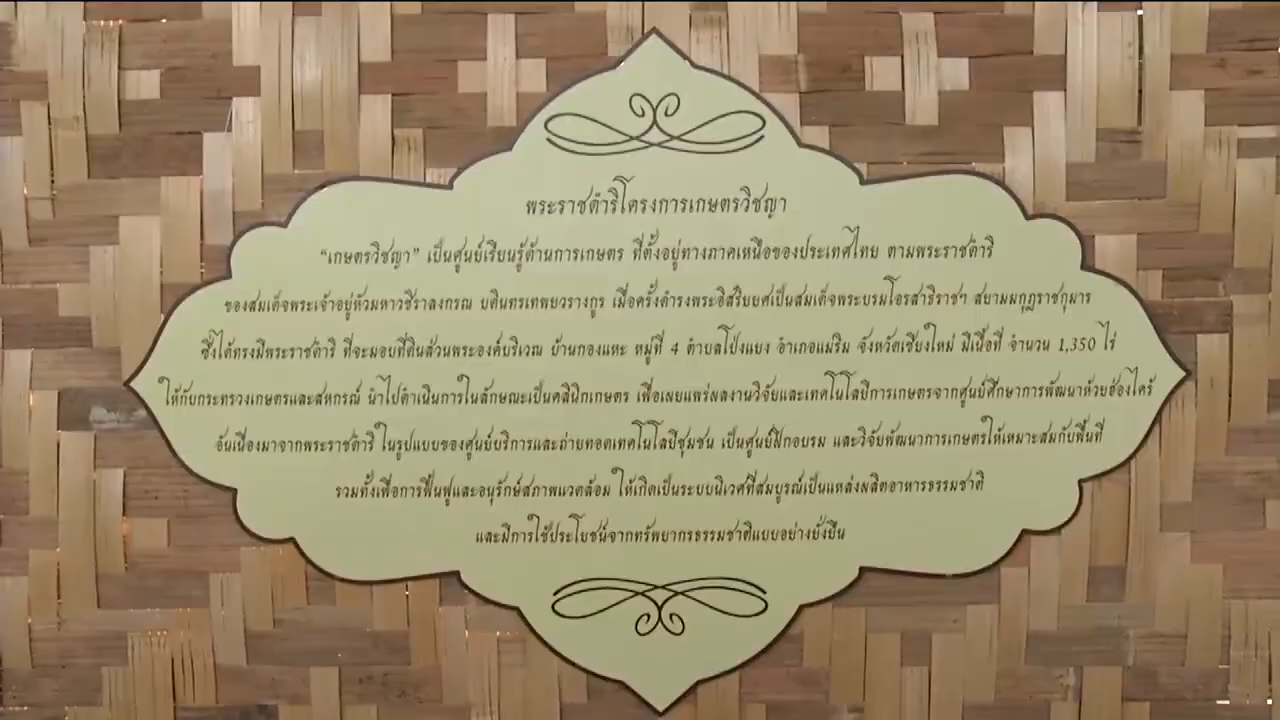 พระราชดำริโครงการเกษตรวิชญา
“เกษตรวิชญา” เป็นศูนย์เรียนรู้ด้านการเกษตร ที่ตั้งอยู่ทางภาคเหนือของประเทศไทย ตามพระราชดำริ
ของสมเด็จพระเจ้าอยู่หัวมหาวชิราลงกรณ บดินทรเทพยวรางกูร เมื่อครั้งดำรงพระอิสริยยศเป็นสมเด็จพระบรมโอรสาธิราชฯ สยามมกุฎราชกุมาร
ซึ่งได้ทรงมีพระราชดำริ ที่จะมอบที่ดินส่วนพระองค์บริเวณ บ้านกองแหะ หมู่ที่ 4 ตำบลโป่งแยง อำเภอแม่ริม จังหวัดเชียงใหม่ มีเนื้อที่ จำนวน 1,350 ไร่
ให้กับกระทรวงเกษตรและสหกรณ์ นำไปดำเนินการในลักษณะเป็นคลินิกเกษตร เพื่อเผยแพร่ผลงานวิจัยและเทคโนโลยีการเกษตรจากศูนย์ศึกษาการพัฒนาห้วยฮ่องไคร้
อันเนื่องมาจากพระราชดำริ ในรูปแบบของศูนย์บริการและถ่ายทอดเทคโนโลยีชุมชน เป็นศูนย์ฝึกอบรม และวิจัยพัฒนาการเกษตรให้เหมาะสมกับพื้นที่
รวมทั้งเพื่อการฟื้นฟูและอนุรักษ์สภาพแวดล้อม ให้เกิดเป็นระบบนิเวศที่สมบูรณ์เป็นแหล่งผลิตอาหารธรรมชาติ
และมีการใช้ประโยชน์จากทรัพยากรธรรมชาติแบบอย่างยั่งยืน